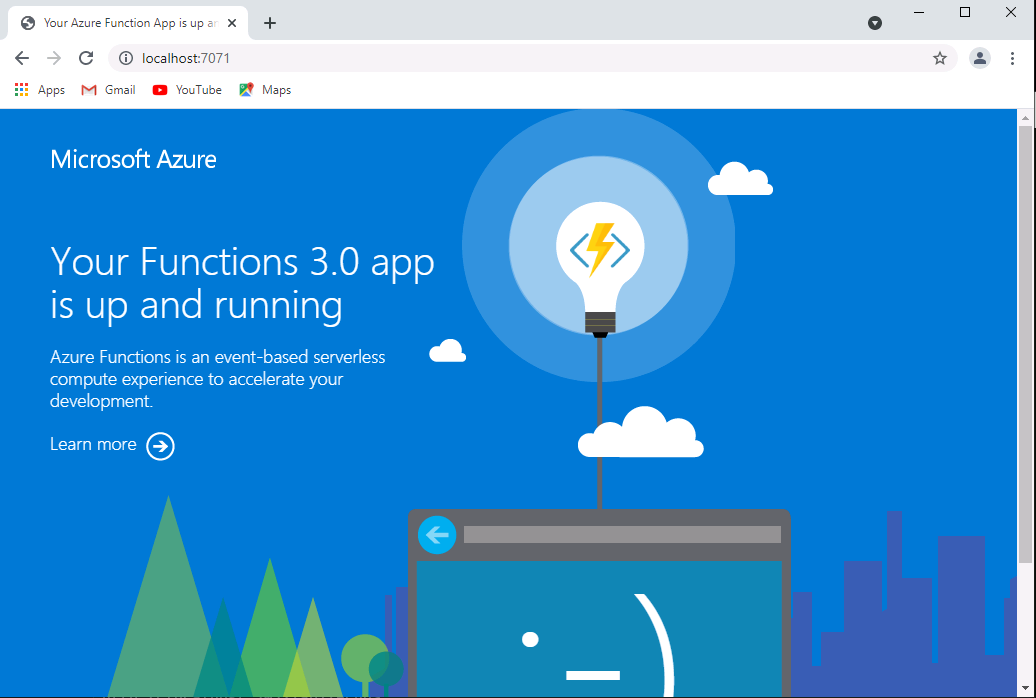 Your Azure Function App is up an
localhost:7071
Apps Gmail YouTube Maps
Microsoft Azure
Your Functions 3.0 app
is up and running
Azure Functions is an event-based serverless
compute experience to accelerate your
development.
Learn more